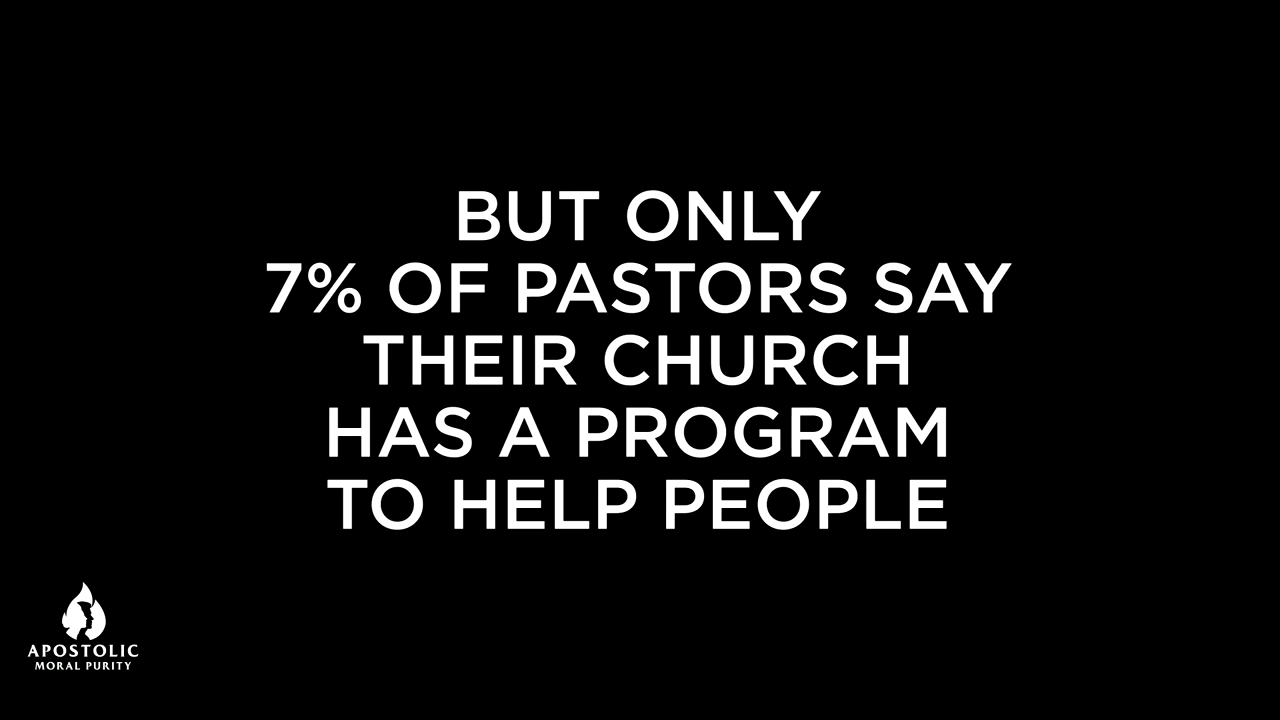 BUT ONLY
7% OF PASTORS SAY
THEIR CHURCH
HAS A PROGRAM
TO HELP PEOPLE
APOSTOLIC
MORAL PURITY